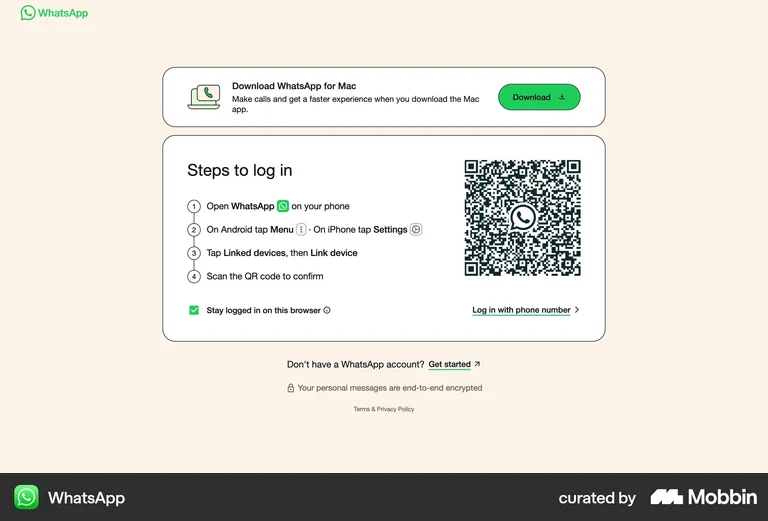 WhatsApp
Download WhatsApp for Mac
Make calls and get a faster experience when you download the Mac
app.
Download
Steps to log in
1 Open WhatsApp on your phone
2 On Android tap Menu · On iPhone tap Settings
3 Tap Linked devices, then Link device
4 Scan the QR code to confirm
Stay logged in on this browser
Log in with phone number
Don't have a WhatsApp account? Get started
Your personal messages are end-to-end encrypted
Terms & Privacy Policy
WhatsApp
curated by Mobbin